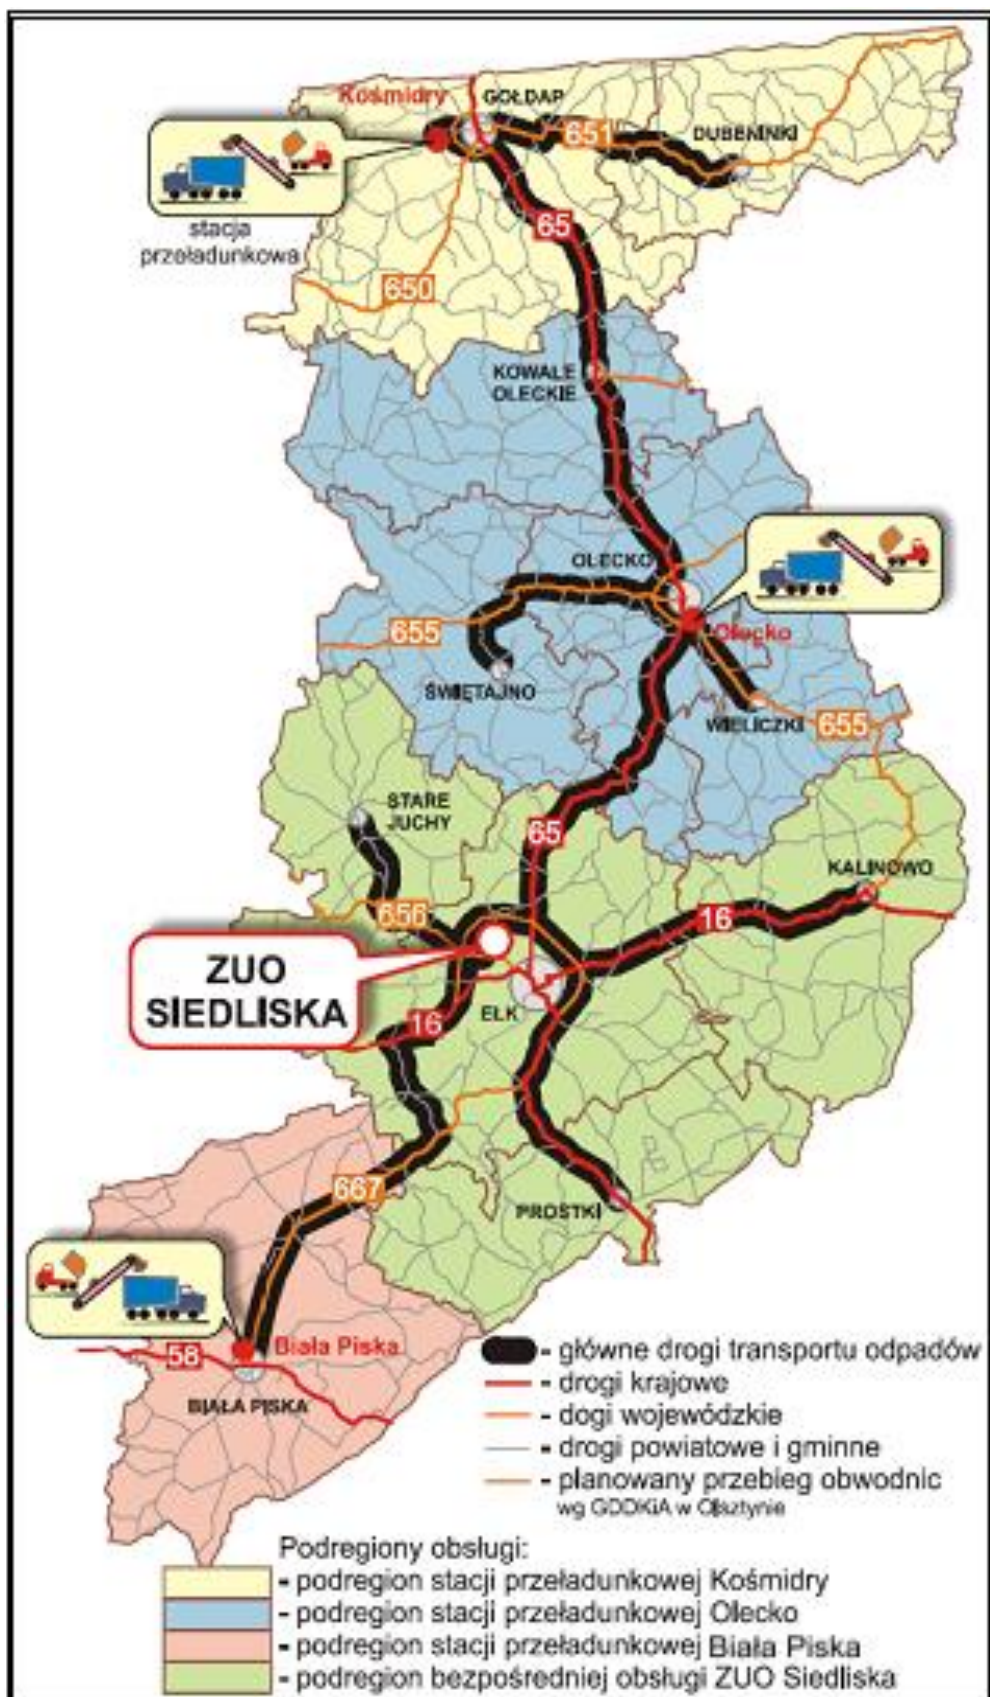 Kośmidry
GOŁDAP
651
DUBENINKI
stacja
przeładunkowa
65
650
KOWALE
OLECKIE
OLECKO
655
Olecko
ŚWIĘTAJNO
WIELICZKI
655
STARE
JUCHY
65
KALINOWO
656
16
ZUO
SIEDLISKA
16
EŁK
667
PROSTKI
58
Biała Piska
BIAŁA PISKA
- główne drogi transportu odpadów
- drogi krajowe
- dogi wojewódzkie
- drogi powiatowe i gminne
- planowany przebieg obwodnic
wg GDDKiA w Olsztynie
Podregiony obsługi:
- podregion stacji przeładunkowej Kośmidry
- podregion stacji przeładunkowej Olecko
- podregion stacji przeładunkowej Biała Piska
- podregion bezpośredniej obsługi ZUO Siedliska